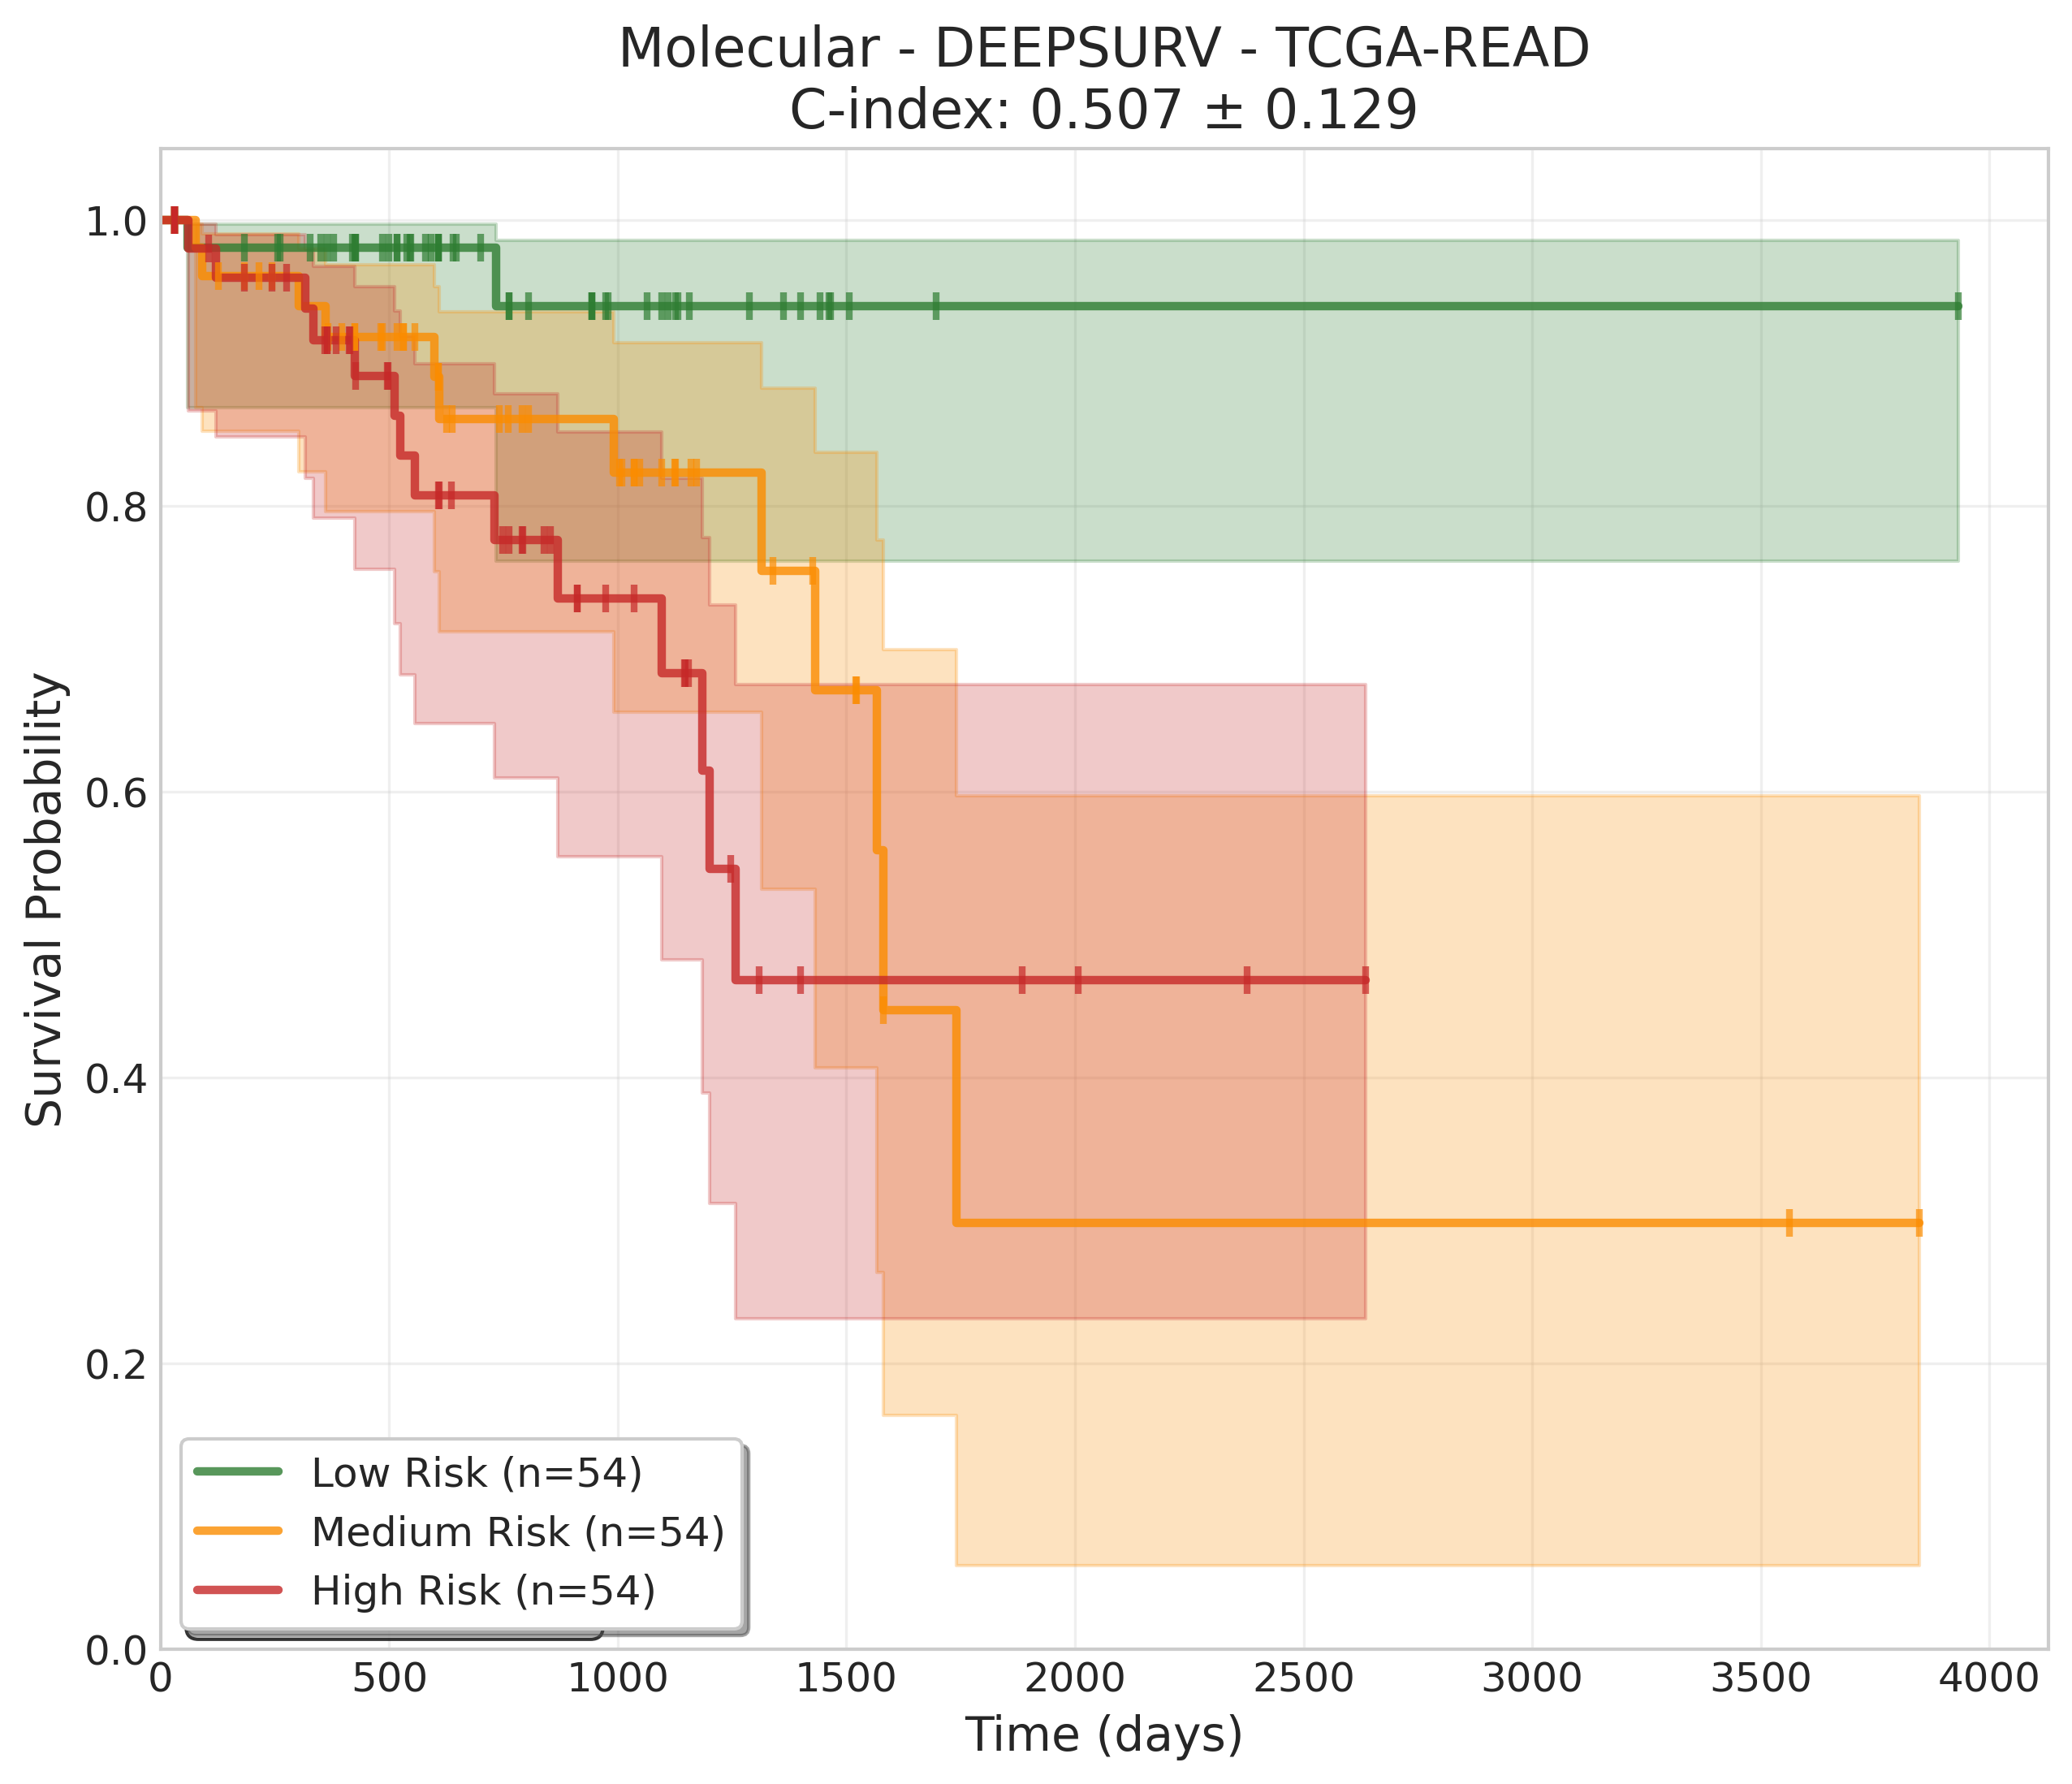 Molecular - DEEPSURV - TCGA-READ
C-index: 0.507 ± 0.129
Survival Probability
1.0
0.8
0.6
0.4
0.2
0.0
Low Risk (n=54)
Medium Risk (n=54)
High Risk (n=54)
0 500 1000 1500 2000 2500 3000 3500 4000
Time (days)